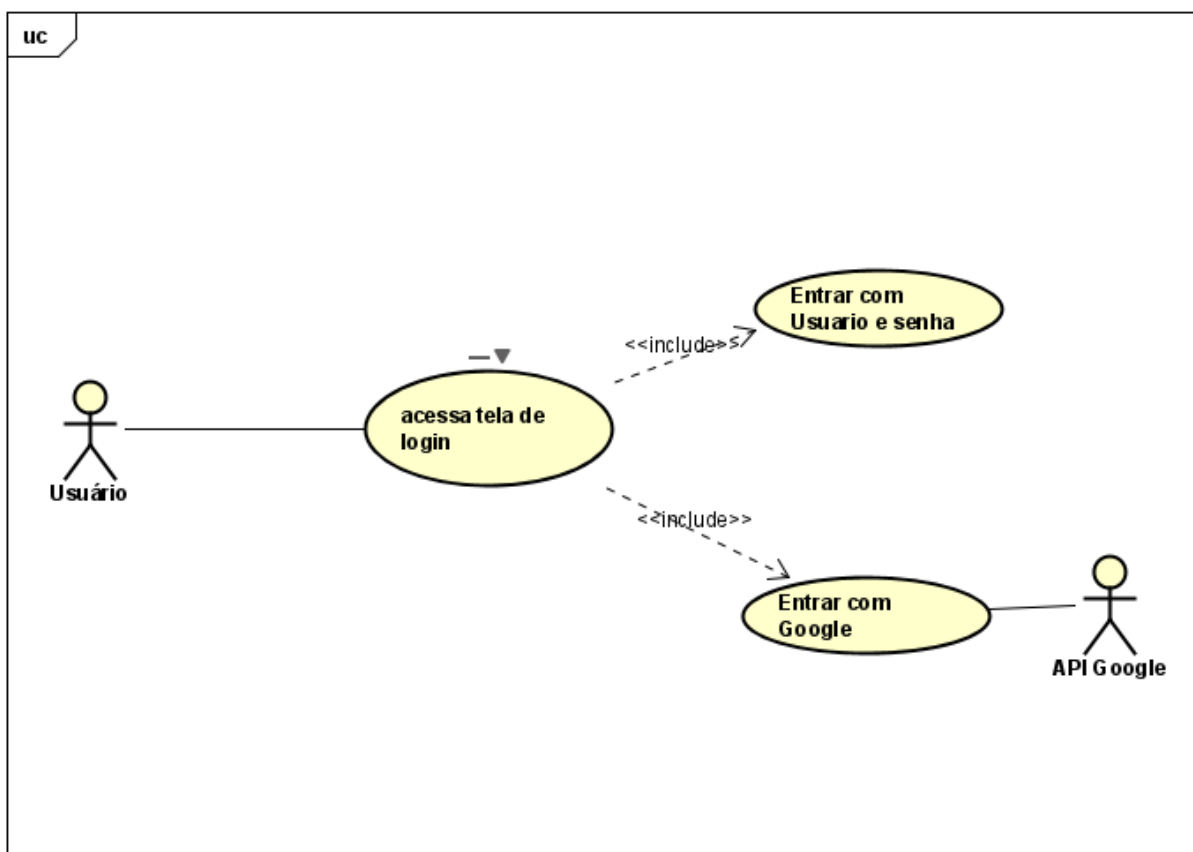 uc
Entrar com
Usuario e senha
<<include>>
acessa tela de
login
Usuário
<<include>>
Entrar com
Google
API Google